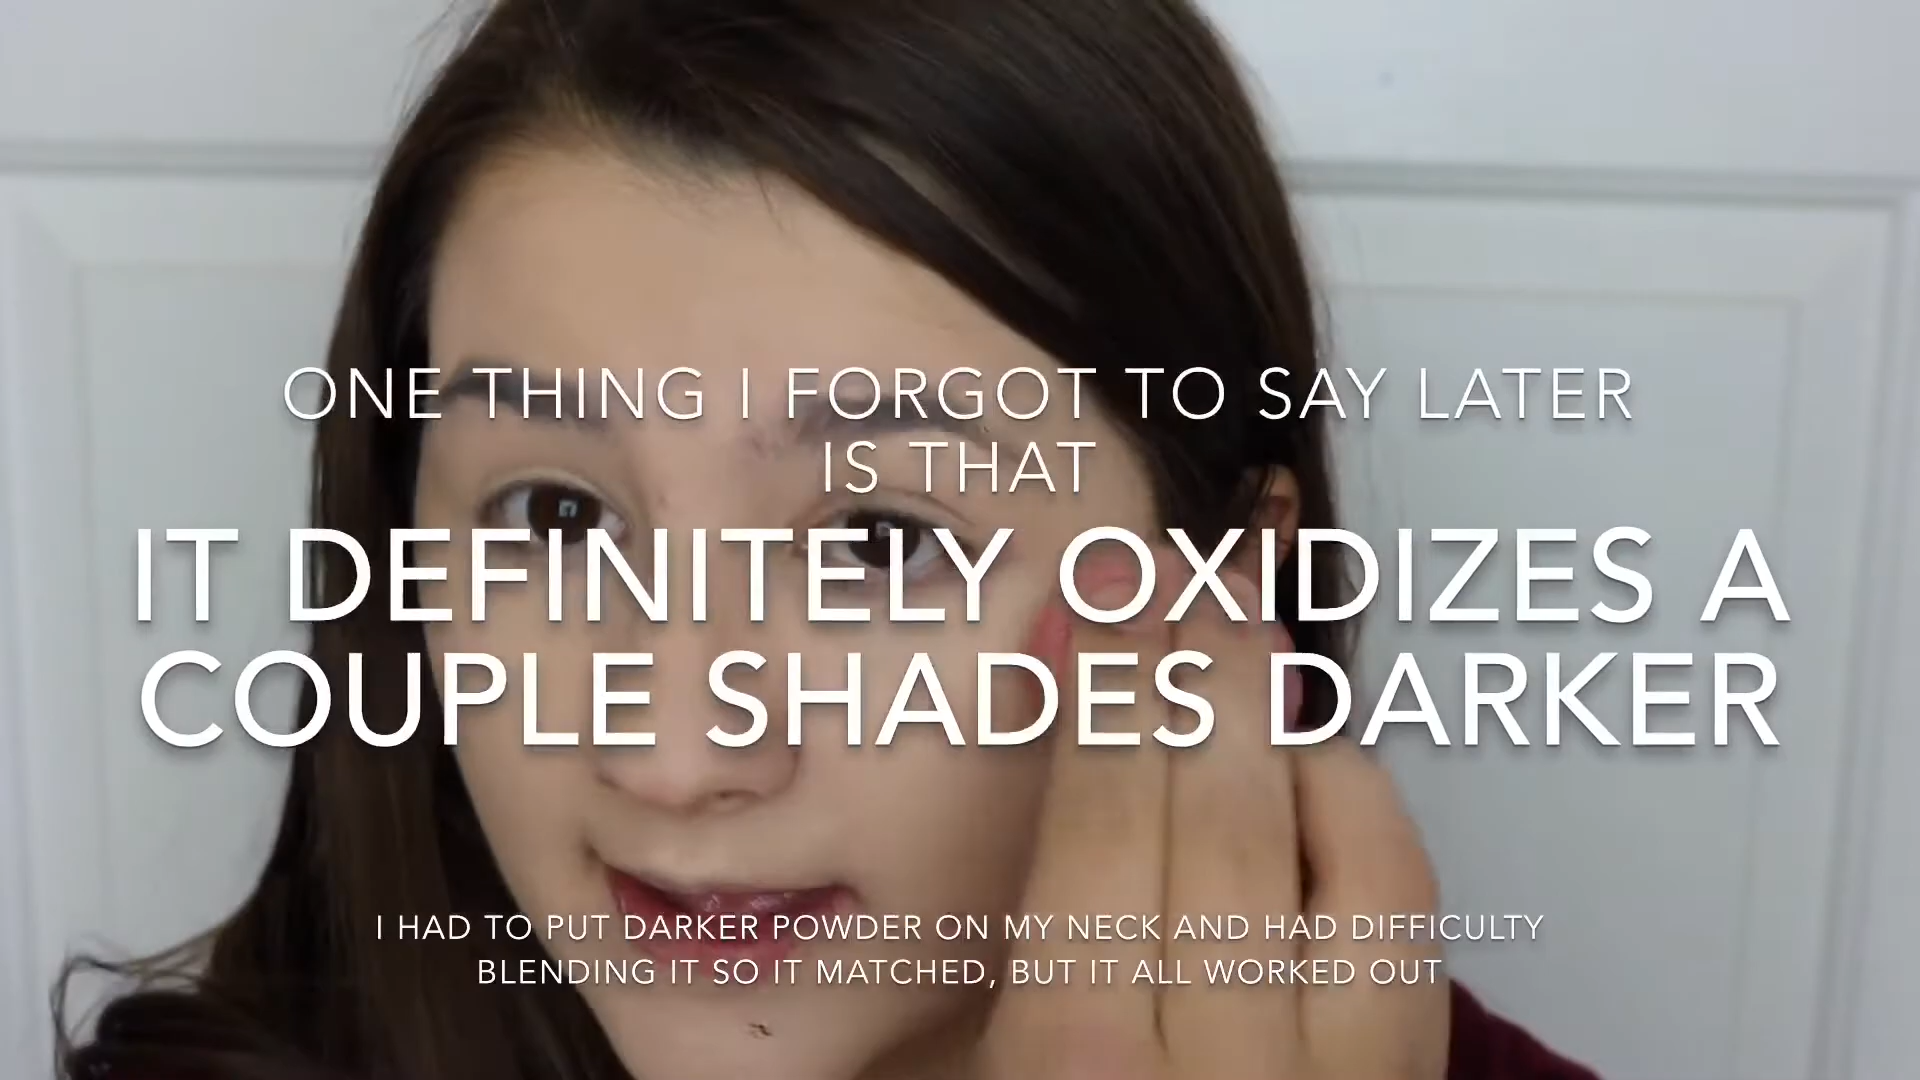 ONE THING I FORGOT TO SAY LATER
IS THAT
IT DEFINITELY OXIDIZES A
COUPLE SHADES DARKER
I HAD TO PUT DARKER POWDER ON MY NECK AND HAD DIFFICULTY
BLENDING IT SO IT MATCHED, BUT IT ALL WORKED OUT